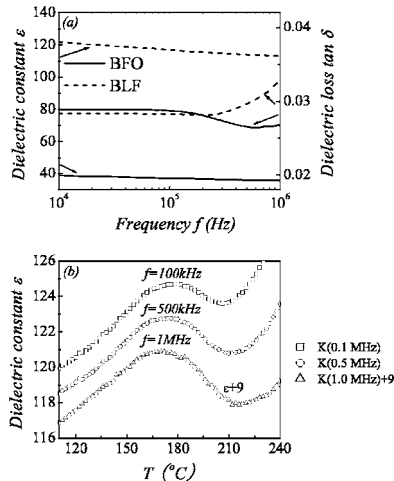 (a)
BFO
BLF
Dielectric constant ε
140
120
100
80
60
40
Dielectric loss tan δ
0.04
0.03
0.02
10^4
10^5
10^6
Frequency f (Hz)
(b)
f=100kHz
f=500kHz
f=1MHz
ε+9
Dielectric constant ε
126
124
122
120
118
116
110
145
180
210
240
T (°C)
K(0.1 MHz)
K(0.5 MHz)
K(1.0 MHz)+9